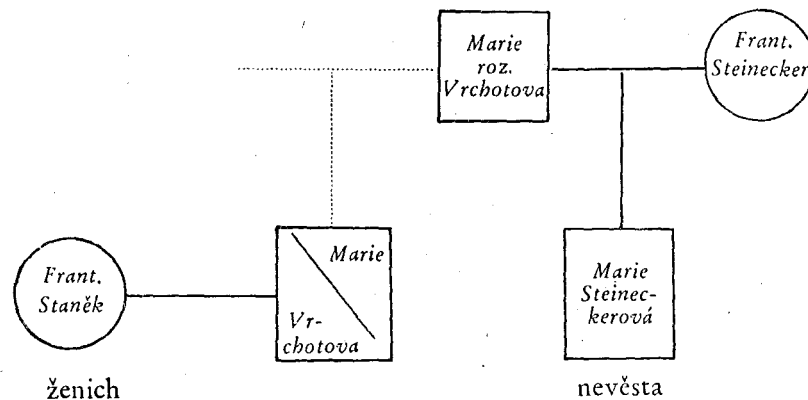 Marie
roz.
Vrchotova
Frant.
Steinecker
Frant.
Staněk
Marie
Vr-
chotova
Marie
Steinec-
kerová
ženich
nevěsta